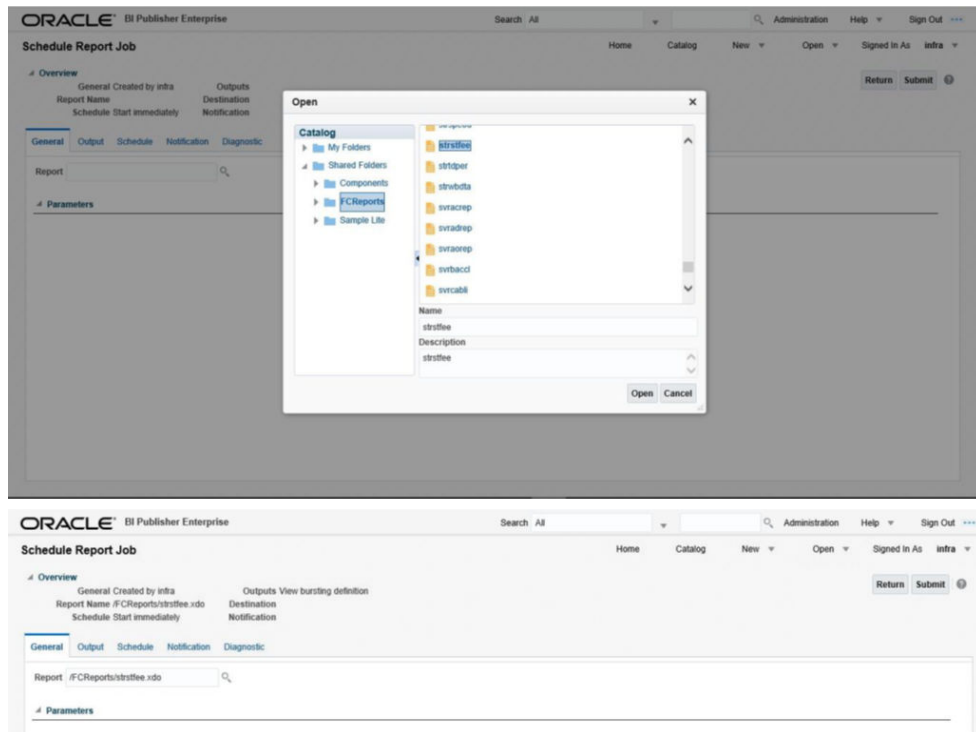 ORACLE BI Publisher Enterprise Search All Administration Help Sign Out
Schedule Report Job Home Catalog New Open Signed In As infra
Overview
General Created by infra Outputs
Report Name Destination
Schedule Start immediately Notification
Return Submit
General Output Schedule Notification Diagnostic
Report
Parameters
Open
Catalog
My Folders
Shared Folders
Components
FCReports
Sample Lite
strstfee
strtdper
strwbdta
svracrep
svradrep
svraorep
svrbaccl
svrcabli
Name
strstfee
Description
strstfee
Open Cancel
ORACLE BI Publisher Enterprise Search All Administration Help Sign Out
Schedule Report Job Home Catalog New Open Signed In As infra
Overview
General Created by infra Outputs View bursting definition
Report Name /FCReports/strstfee.xdo Destination
Schedule Start immediately Notification
Return Submit
General Output Schedule Notification Diagnostic
Report /FCReports/strstfee.xdo
Parameters